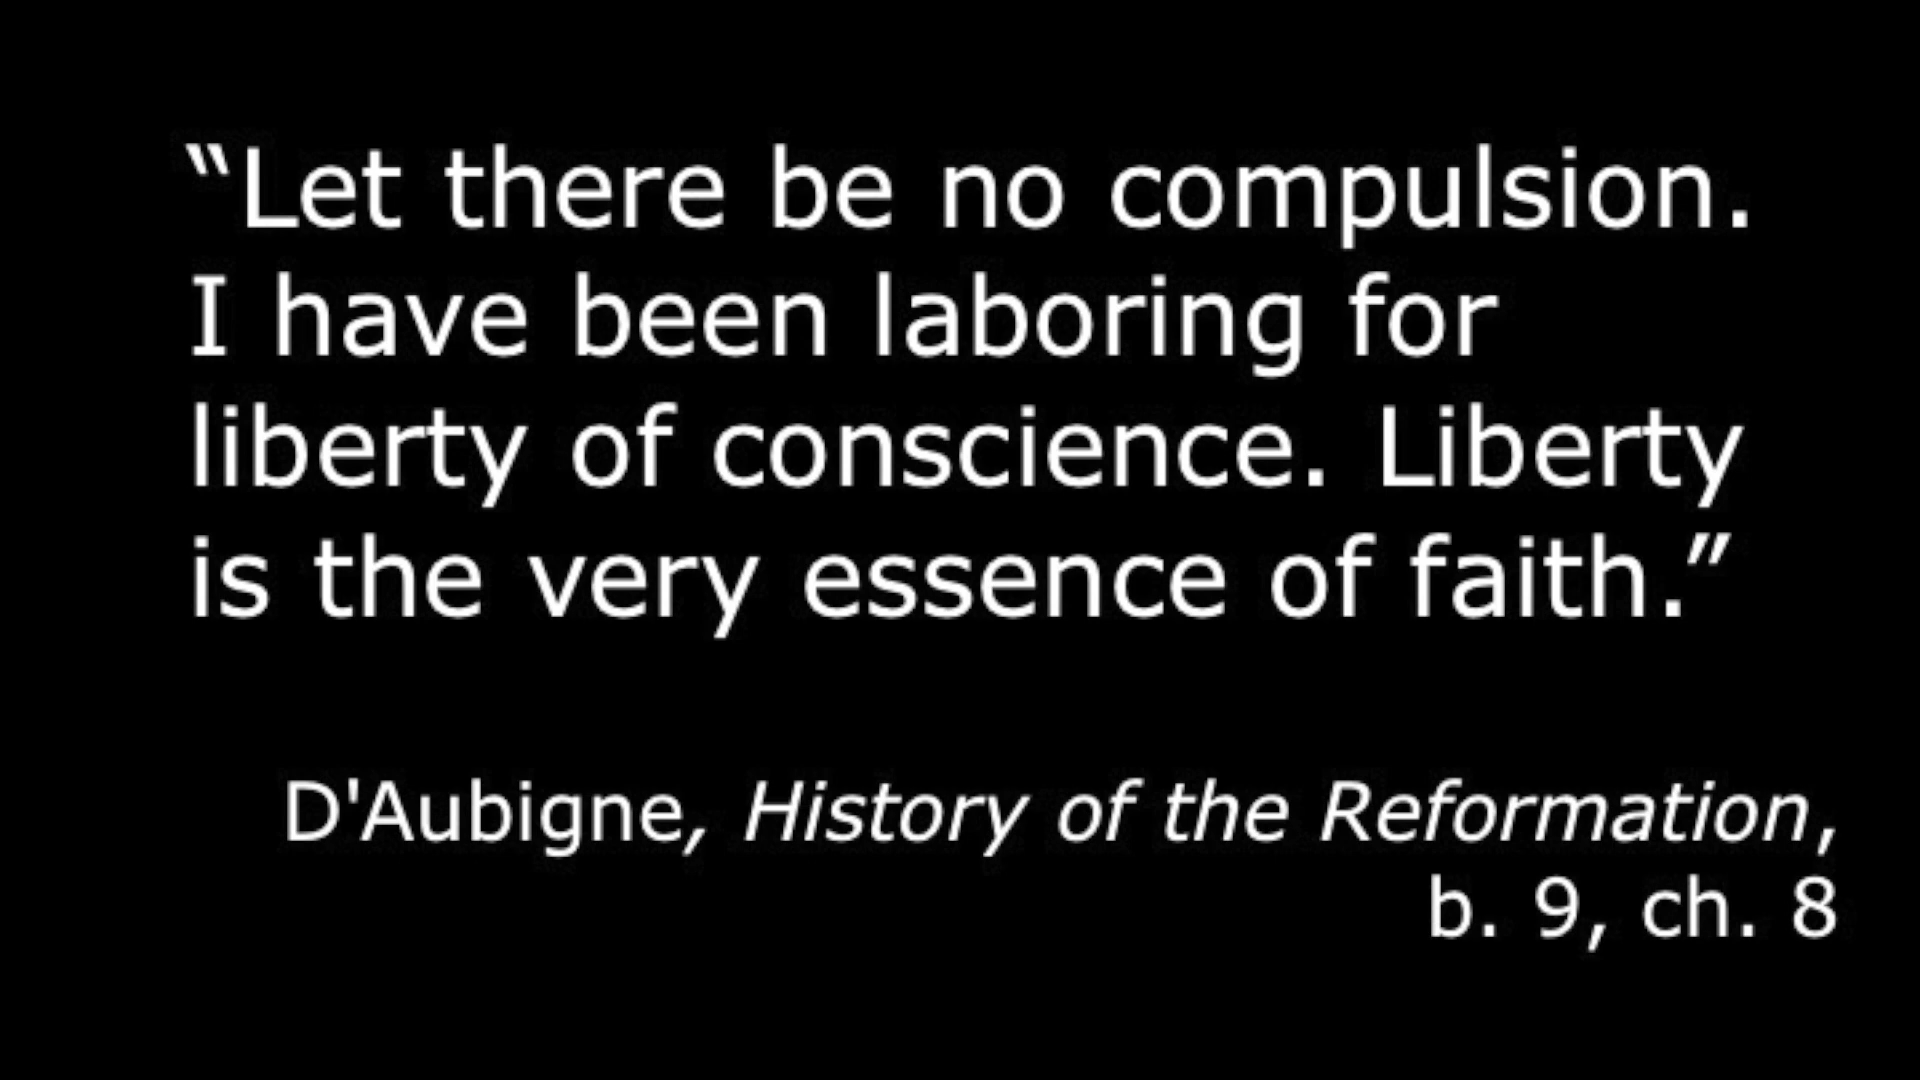 “Let there be no compulsion.
I have been laboring for
liberty of conscience. Liberty
is the very essence of faith.”
D'Aubigne, History of the Reformation,
b. 9, ch. 8